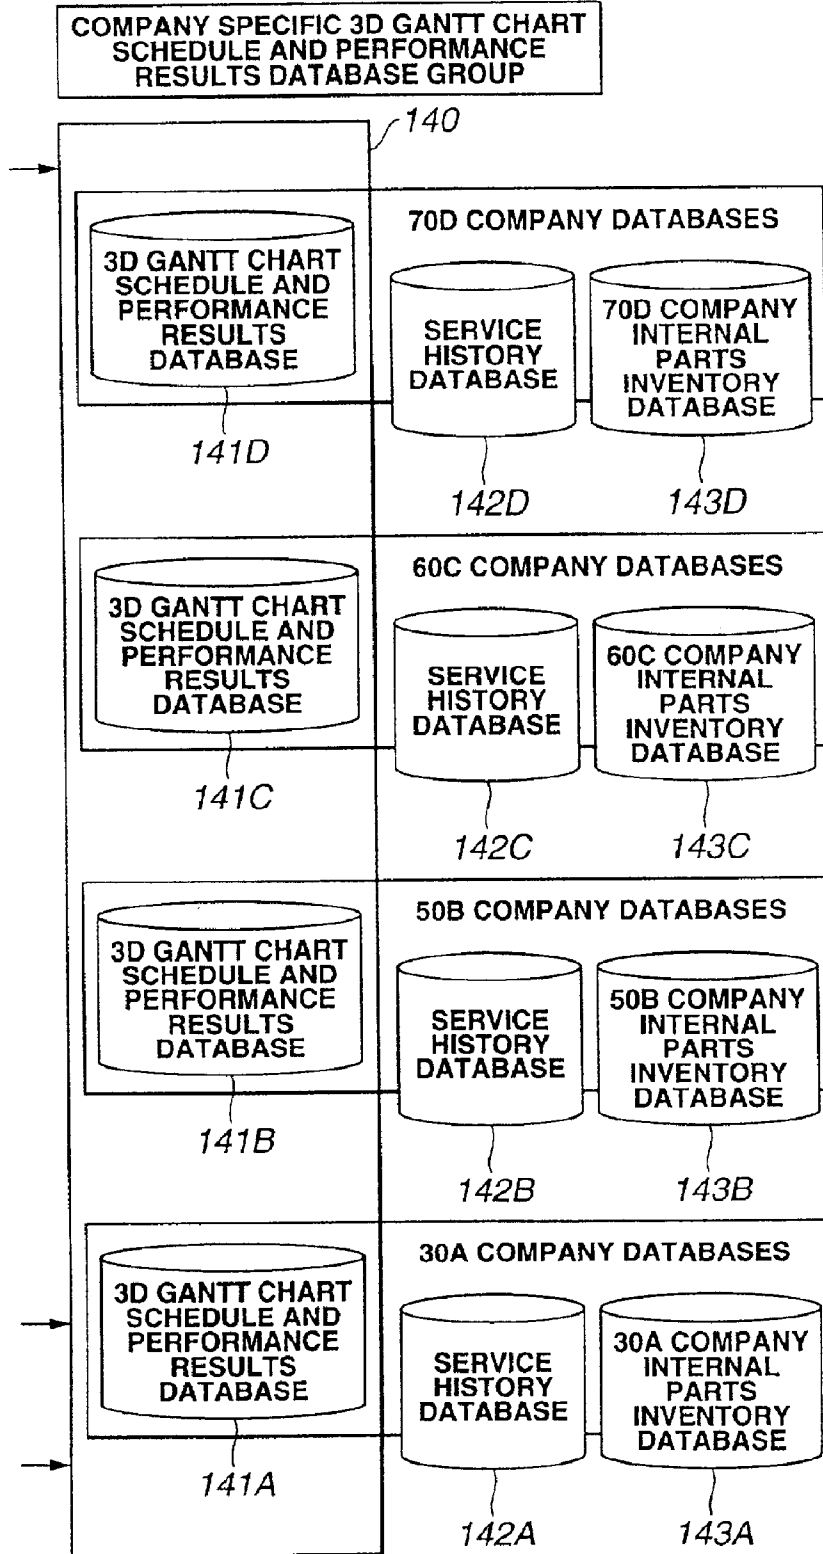 COMPANY SPECIFIC 3D GANTT CHART
SCHEDULE AND PERFORMANCE
RESULTS DATABASE GROUP
140
70D COMPANY DATABASES
3D GANTT CHART
SCHEDULE AND
PERFORMANCE
RESULTS
DATABASE
SERVICE
HISTORY
DATABASE
70D COMPANY
INTERNAL
PARTS
INVENTORY
DATABASE
141D
142D
143D
60C COMPANY DATABASES
3D GANTT CHART
SCHEDULE AND
PERFORMANCE
RESULTS
DATABASE
SERVICE
HISTORY
DATABASE
60C COMPANY
INTERNAL
PARTS
INVENTORY
DATABASE
141C
142C
143C
50B COMPANY DATABASES
3D GANTT CHART
SCHEDULE AND
PERFORMANCE
RESULTS
DATABASE
SERVICE
HISTORY
DATABASE
50B COMPANY
INTERNAL
PARTS
INVENTORY
DATABASE
141B
142B
143B
30A COMPANY DATABASES
3D GANTT CHART
SCHEDULE AND
PERFORMANCE
RESULTS
DATABASE
SERVICE
HISTORY
DATABASE
30A COMPANY
INTERNAL
PARTS
INVENTORY
DATABASE
141A
142A
143A